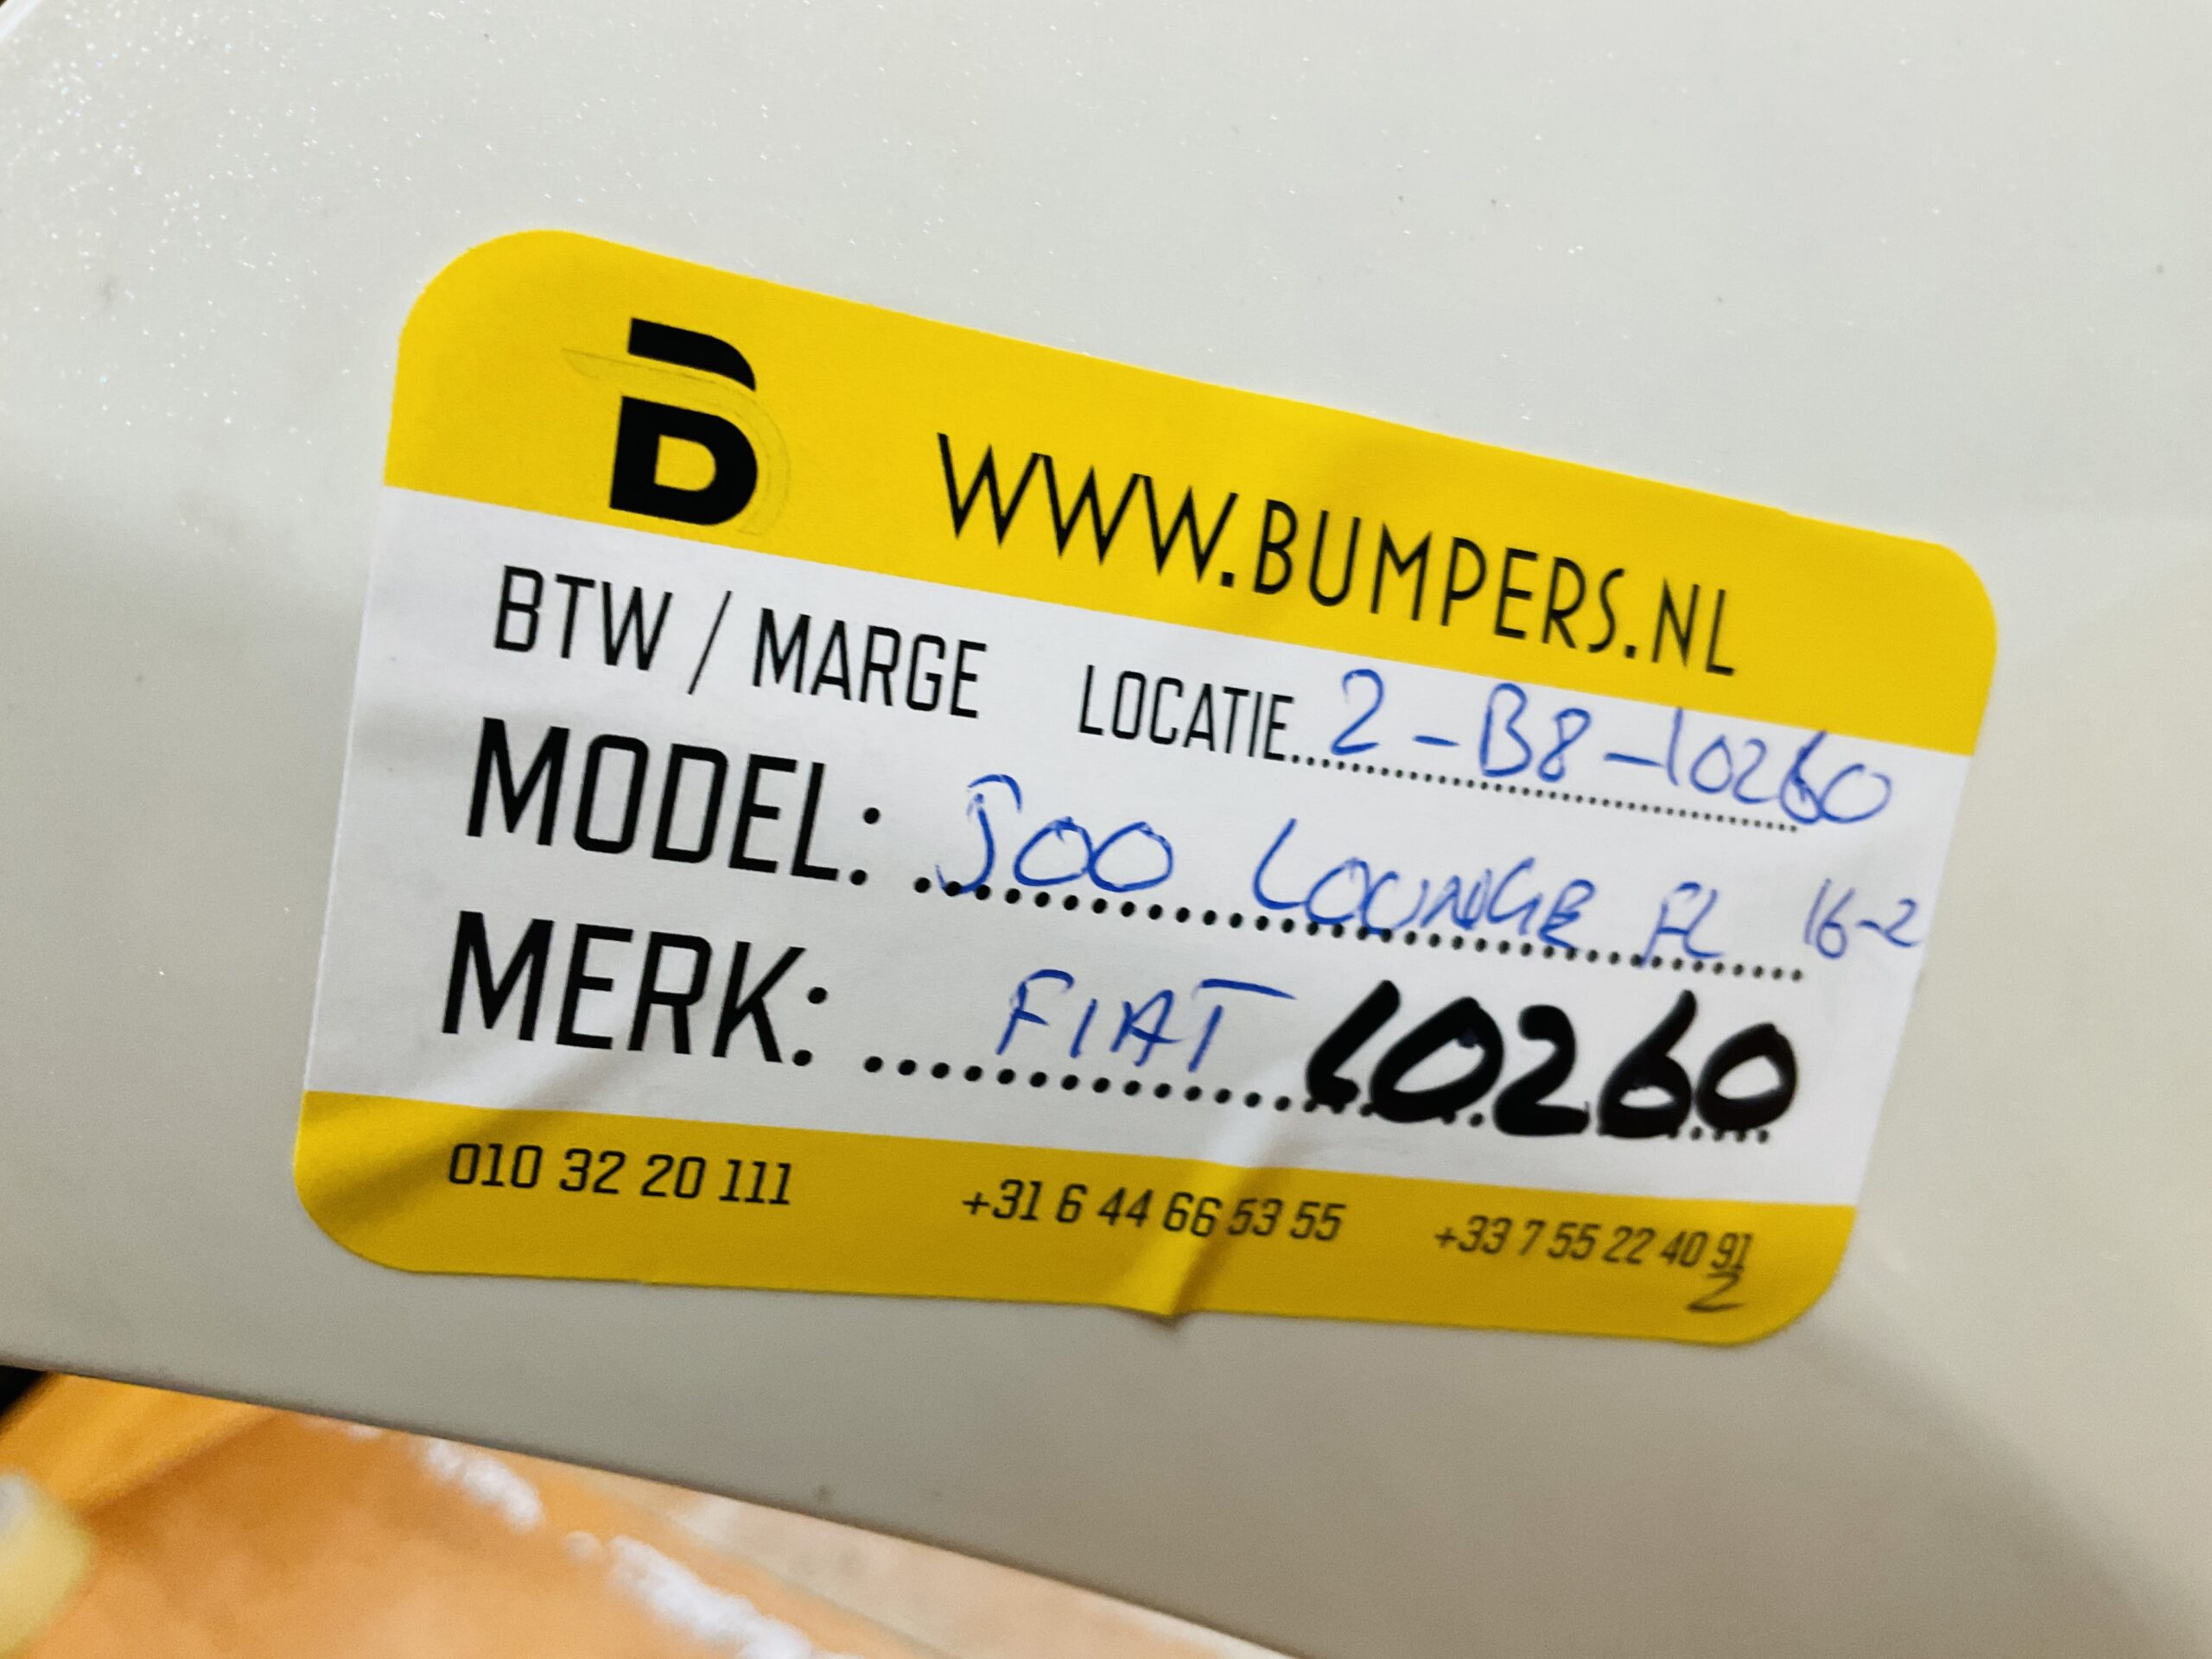 B WWW.BUMPERS.NL
BTW / MARGE LOCATIE..2-B8-10260
MODEL: 500 LOUNGE FL 16-2
MERK: FIAT 10260
010 32 20 111 +31 6 44 66 53 55 +33 7 55 22 40 91
2